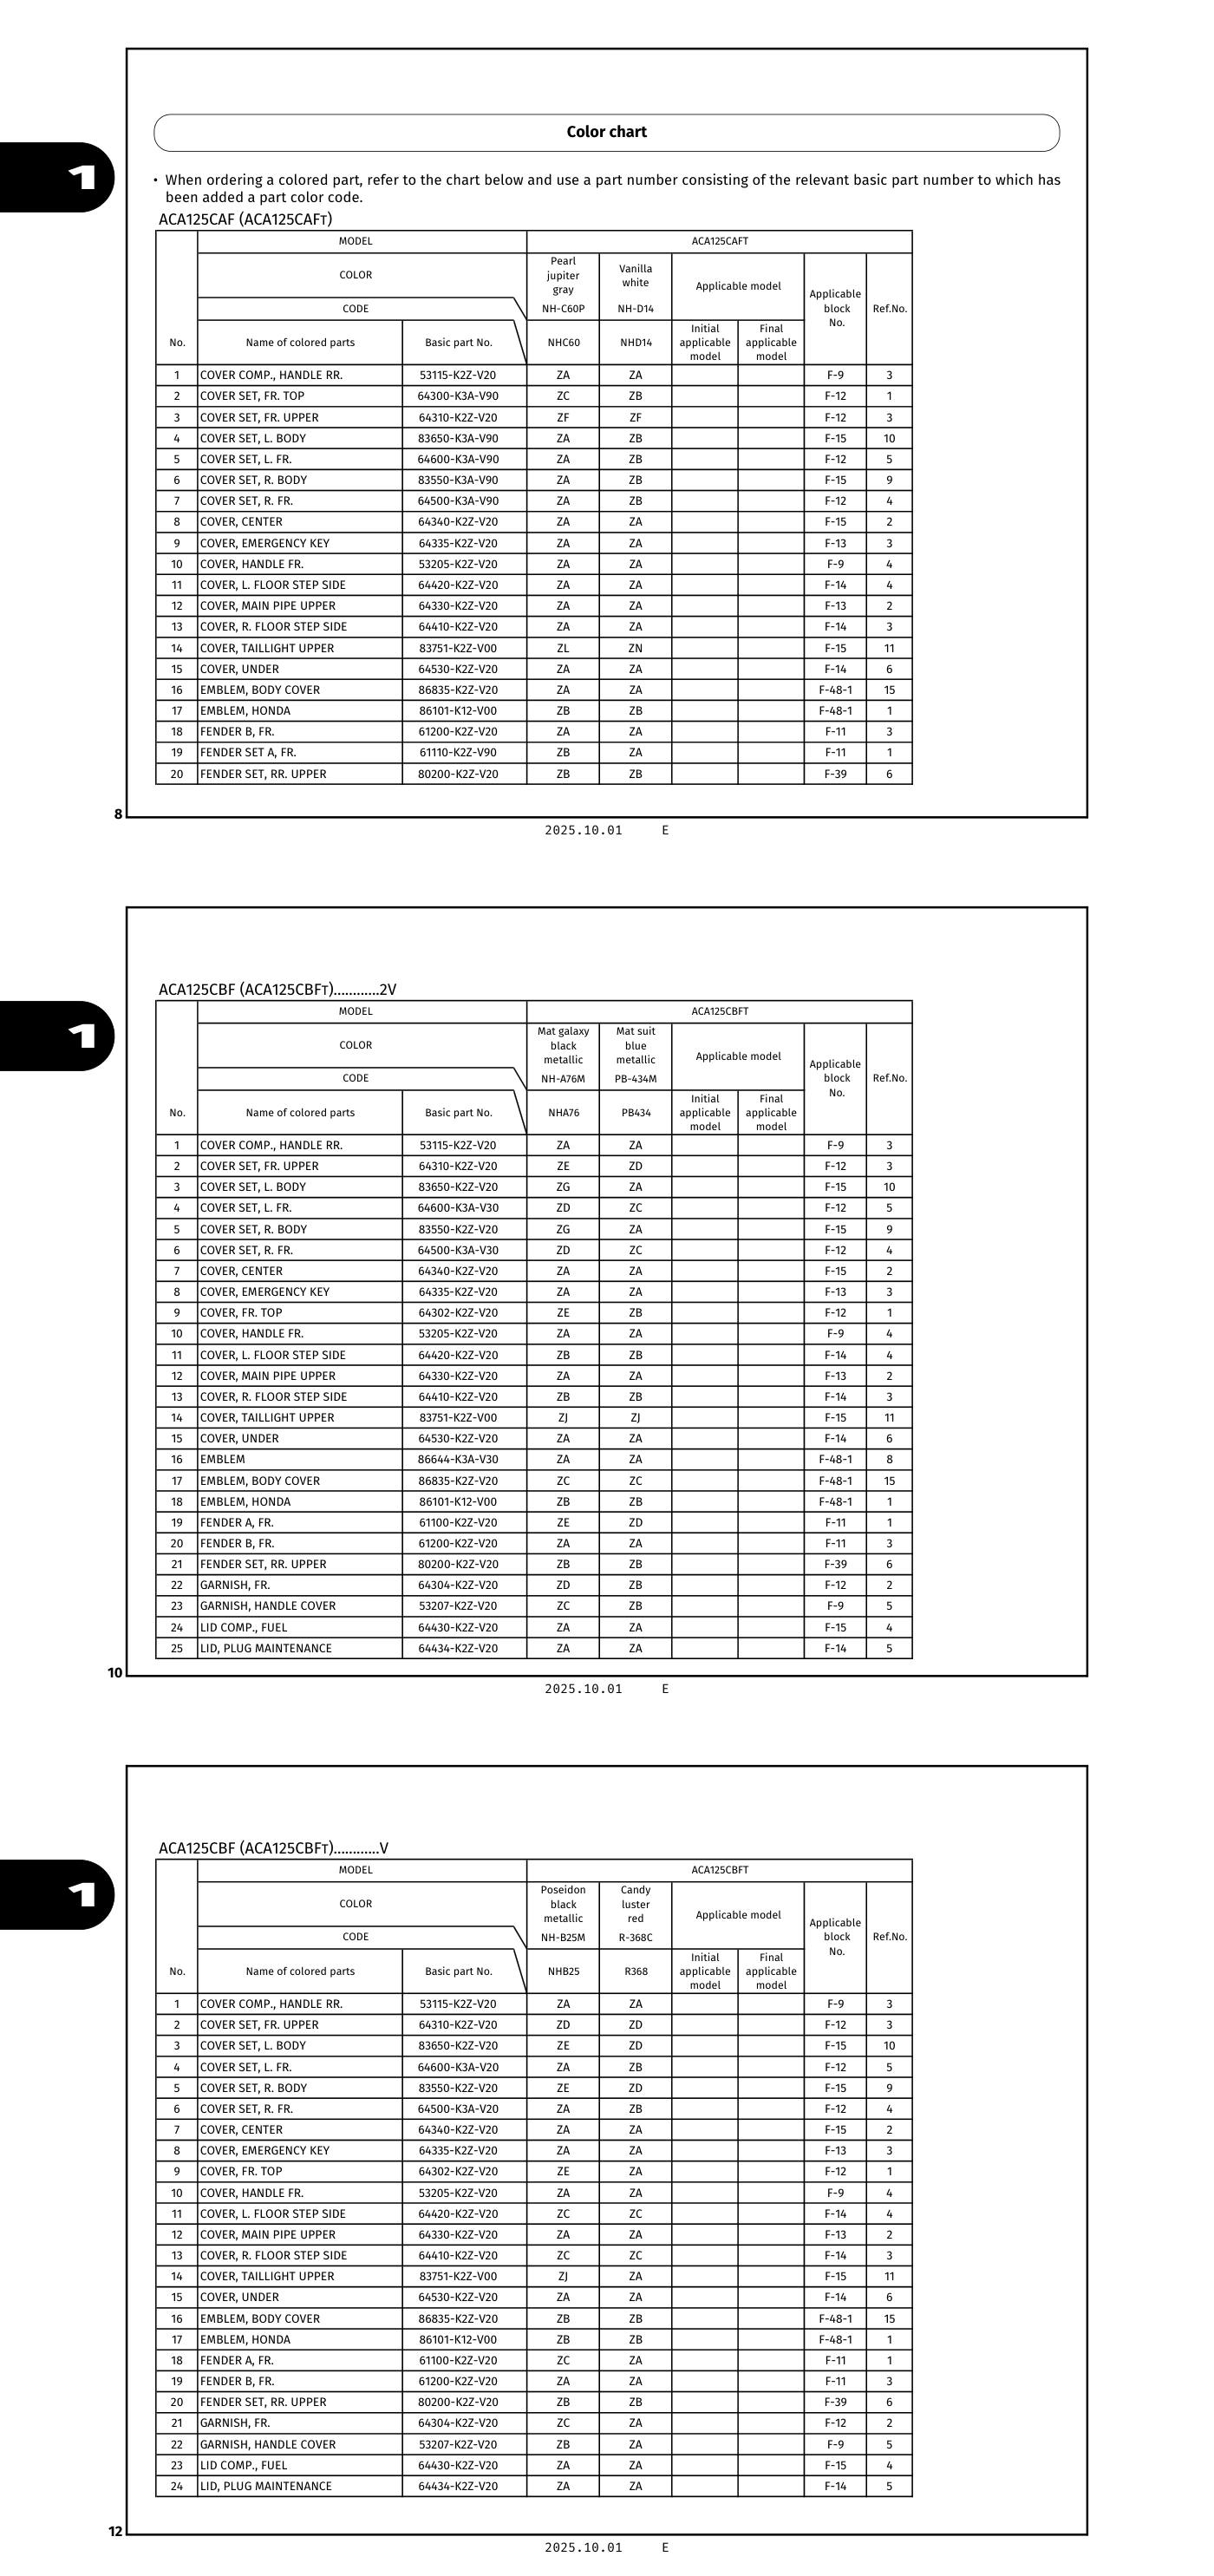 Color chart
1
• When ordering a colored part, refer to the chart below and use a part number consisting of the relevant basic part number to which has
been added a part color code.
ACA125CAF (ACA125CAFT)
MODEL ACA125CAFT
COLOR Pearl jupiter gray Vanilla white Applicable model Applicable block No. Ref.No.
CODE NH-C60P NH-D14
No. Name of colored parts Basic part No. NHC60 NHD14 Initial applicable model Final applicable model
1 COVER COMP., HANDLE RR. 53115-K2Z-V20 ZA ZA F-9 3
2 COVER SET, FR. TOP 64300-K3A-V90 ZC ZB F-12 1
3 COVER SET, FR. UPPER 64310-K2Z-V20 ZF ZF F-12 3
4 COVER SET, L. BODY 83650-K3A-V90 ZA ZB F-15 10
5 COVER SET, L. FR. 64600-K3A-V90 ZA ZB F-12 5
6 COVER SET, R. BODY 83550-K3A-V90 ZA ZB F-15 9
7 COVER SET, R. FR. 64500-K3A-V90 ZA ZB F-12 4
8 COVER, CENTER 64340-K2Z-V20 ZA ZA F-15 2
9 COVER, EMERGENCY KEY 64335-K2Z-V20 ZA ZA F-13 3
10 COVER, HANDLE FR. 53205-K2Z-V20 ZA ZA F-9 4
11 COVER, L. FLOOR STEP SIDE 64420-K2Z-V20 ZA ZA F-14 4
12 COVER, MAIN PIPE UPPER 64330-K2Z-V20 ZA ZA F-13 2
13 COVER, R. FLOOR STEP SIDE 64410-K2Z-V20 ZA ZA F-14 3
14 COVER, TAILLIGHT UPPER 83751-K2Z-V00 ZL ZN F-15 11
15 COVER, UNDER 64530-K2Z-V20 ZA ZA F-14 6
16 EMBLEM, BODY COVER 86835-K2Z-V20 ZA ZA F-48-1 15
17 EMBLEM, HONDA 86101-K12-V00 ZB ZB F-48-1 1
18 FENDER B, FR. 61200-K2Z-V20 ZA ZA F-11 3
19 FENDER SET A, FR. 61110-K2Z-V90 ZB ZA F-11 1
20 FENDER SET, RR. UPPER 80200-K2Z-V20 ZB ZB F-39 6
8
2025.10.01 E
1
ACA125CBF (ACA125CBFT)............2V
MODEL ACA125CBFT
COLOR Mat galaxy black metallic Mat suit blue metallic Applicable model Applicable block No. Ref.No.
CODE NH-A76M PB-434M
No. Name of colored parts Basic part No. NHA76 PB434 Initial applicable model Final applicable model
1 COVER COMP., HANDLE RR. 53115-K2Z-V20 ZA ZA F-9 3
2 COVER SET, FR. UPPER 64310-K2Z-V20 ZE ZD F-12 3
3 COVER SET, L. BODY 83650-K2Z-V20 ZG ZA F-15 10
4 COVER SET, L. FR. 64600-K3A-V30 ZD ZC F-12 5
5 COVER SET, R. BODY 83550-K2Z-V20 ZG ZA F-15 9
6 COVER SET, R. FR. 64500-K3A-V30 ZD ZC F-12 4
7 COVER, CENTER 64340-K2Z-V20 ZA ZA F-15 2
8 COVER, EMERGENCY KEY 64335-K2Z-V20 ZA ZA F-13 3
9 COVER, FR. TOP 64302-K2Z-V20 ZE ZB F-12 1
10 COVER, HANDLE FR. 53205-K2Z-V20 ZA ZA F-9 4
11 COVER, L. FLOOR STEP SIDE 64420-K2Z-V20 ZB ZB F-14 4
12 COVER, MAIN PIPE UPPER 64330-K2Z-V20 ZA ZA F-13 2
13 COVER, R. FLOOR STEP SIDE 64410-K2Z-V20 ZB ZB F-14 3
14 COVER, TAILLIGHT UPPER 83751-K2Z-V00 ZJ ZJ F-15 11
15 COVER, UNDER 64530-K2Z-V20 ZA ZA F-14 6
16 EMBLEM 86644-K3A-V30 ZA ZA F-48-1 8
17 EMBLEM, BODY COVER 86835-K2Z-V20 ZC ZC F-48-1 15
18 EMBLEM, HONDA 86101-K12-V00 ZB ZB F-48-1 1
19 FENDER A, FR. 61100-K2Z-V20 ZE ZD F-11 1
20 FENDER B, FR. 61200-K2Z-V20 ZA ZA F-11 3
21 FENDER SET, RR. UPPER 80200-K2Z-V20 ZB ZB F-39 6
22 GARNISH, FR. 64304-K2Z-V20 ZD ZB F-12 2
23 GARNISH, HANDLE COVER 53207-K2Z-V20 ZC ZB F-9 5
24 LID COMP., FUEL 64430-K2Z-V20 ZA ZA F-15 4
25 LID, PLUG MAINTENANCE 64434-K2Z-V20 ZA ZA F-14 5
10
2025.10.01 E
1
ACA125CBF (ACA125CBFT)............V
MODEL ACA125CBFT
COLOR Poseidon black metallic Candy luster red Applicable model Applicable block No. Ref.No.
CODE NH-B25M R-368C
No. Name of colored parts Basic part No. NHB25 R368 Initial applicable model Final applicable model
1 COVER COMP., HANDLE RR. 53115-K2Z-V20 ZA ZA F-9 3
2 COVER SET, FR. UPPER 64310-K2Z-V20 ZD ZD F-12 3
3 COVER SET, L. BODY 83650-K2Z-V20 ZE ZD F-15 10
4 COVER SET, L. FR. 64600-K3A-V20 ZA ZB F-12 5
5 COVER SET, R. BODY 83550-K2Z-V20 ZE ZD F-15 9
6 COVER SET, R. FR. 64500-K3A-V20 ZA ZB F-12 4
7 COVER, CENTER 64340-K2Z-V20 ZA ZA F-15 2
8 COVER, EMERGENCY KEY 64335-K2Z-V20 ZA ZA F-13 3
9 COVER, FR. TOP 64302-K2Z-V20 ZE ZA F-12 1
10 COVER, HANDLE FR. 53205-K2Z-V20 ZA ZA F-9 4
11 COVER, L. FLOOR STEP SIDE 64420-K2Z-V20 ZC ZC F-14 4
12 COVER, MAIN PIPE UPPER 64330-K2Z-V20 ZA ZA F-13 2
13 COVER, R. FLOOR STEP SIDE 64410-K2Z-V20 ZC ZC F-14 3
14 COVER, TAILLIGHT UPPER 83751-K2Z-V00 ZJ ZA F-15 11
15 COVER, UNDER 64530-K2Z-V20 ZA ZA F-14 6
16 EMBLEM, BODY COVER 86835-K2Z-V20 ZB ZB F-48-1 15
17 EMBLEM, HONDA 86101-K12-V00 ZB ZB F-48-1 1
18 FENDER A, FR. 61100-K2Z-V20 ZC ZA F-11 1
19 FENDER B, FR. 61200-K2Z-V20 ZA ZA F-11 3
20 FENDER SET, RR. UPPER 80200-K2Z-V20 ZB ZB F-39 6
21 GARNISH, FR. 64304-K2Z-V20 ZC ZA F-12 2
22 GARNISH, HANDLE COVER 53207-K2Z-V20 ZB ZA F-9 5
23 LID COMP., FUEL 64430-K2Z-V20 ZA ZA F-15 4
24 LID, PLUG MAINTENANCE 64434-K2Z-V20 ZA ZA F-14 5
12
2025.10.01 E